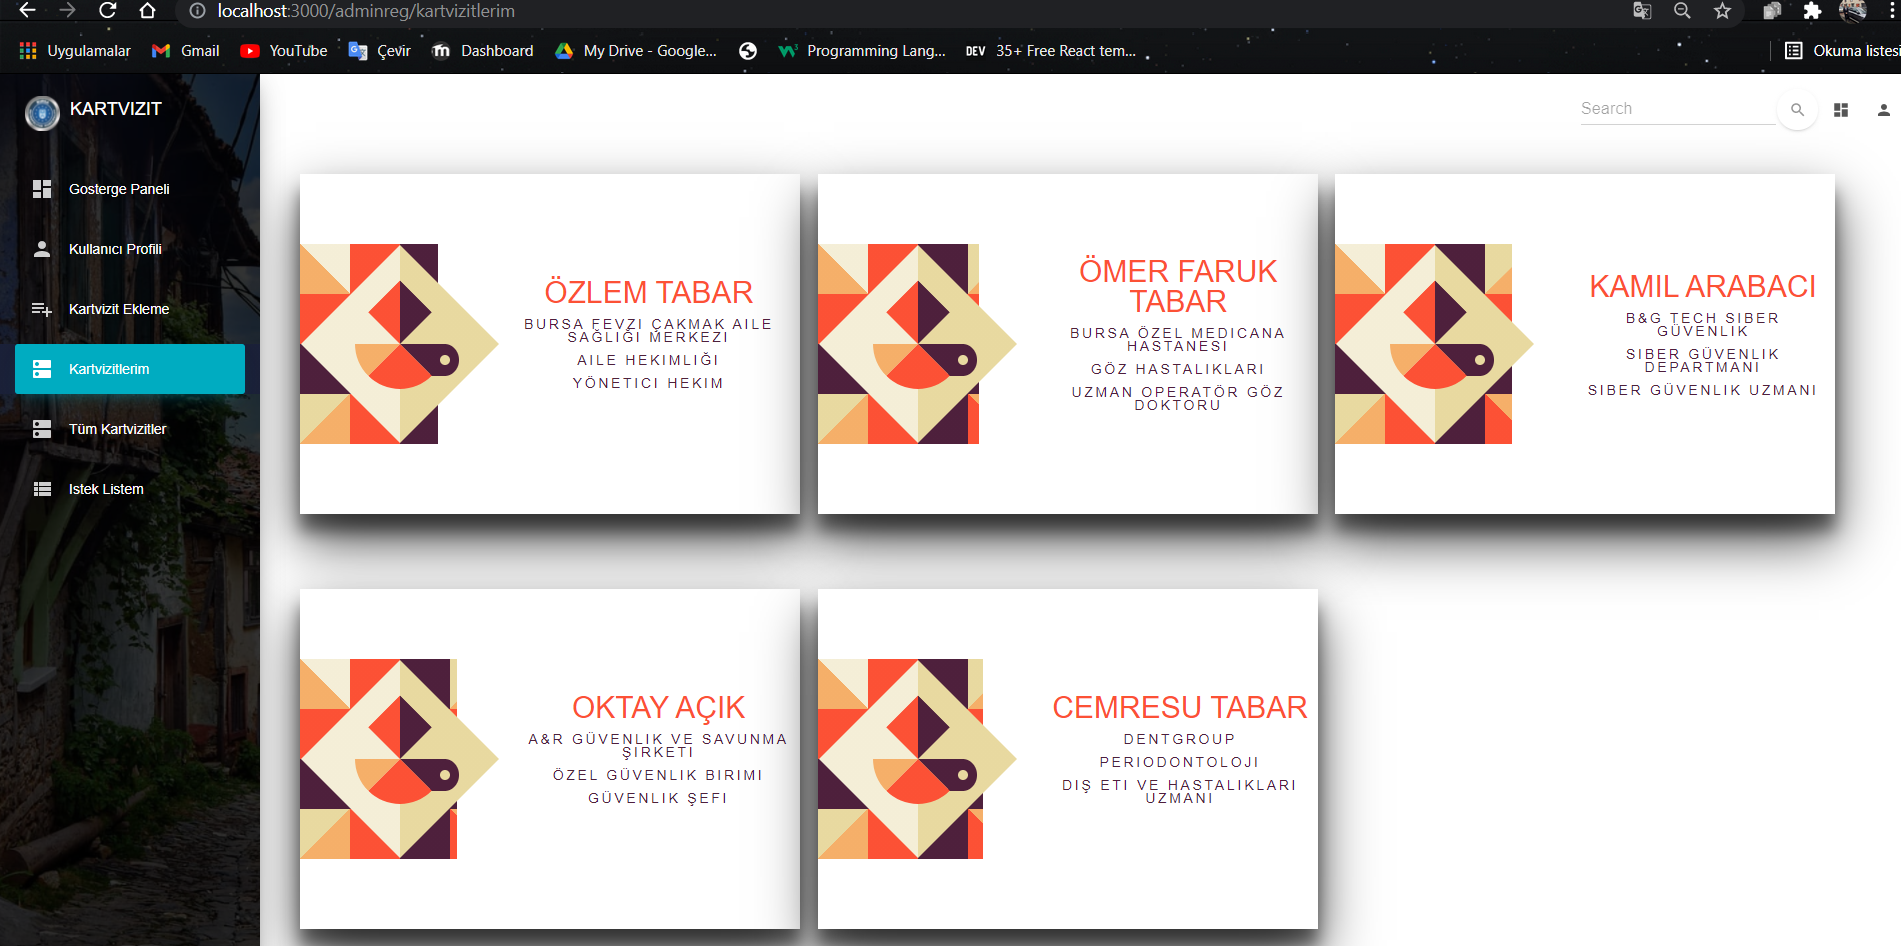 localhost:3000/adminreg/kartvizitlerim
Uygulamalar
Gmail
YouTube
Çevir
Dashboard
My Drive - Google...
Programming Lang...
DEV 35+ Free React tem...
Okuma listesi
KARTVIZIT
Search
Gosterge Paneli
Kullanıcı Profili
Kartvizit Ekleme
Kartvizitlerim
Tüm Kartvizitler
Istek Listem
ÖZLEM TABAR
BURSA FEVZI ÇAKMAK AILE
SAĞLIĞI MERKEZI
AILE HEKIMLIĞI
YÖNETICI HEKIM
ÖMER FARUK
TABAR
BURSA ÖZEL MEDICANA
HASTANESI
GÖZ HASTALIKLARI
UZMAN OPERATÖR GÖZ
DOKTORU
KAMIL ARABACI
B&G TECH SIBER
GÜVENLIK
SIBER GÜVENLIK
DEPARTMANI
SIBER GÜVENLIK UZMANI
OKTAY AÇIK
A&R GÜVENLIK VE SAVUNMA
ŞIRKETI
ÖZEL GÜVENLIK BIRIMI
GÜVENLIK ŞEFI
CEMRESU TABAR
DENTGROUP
PERIODONTOLOJI
DIŞ ETI VE HASTALIKLARI
UZMANI